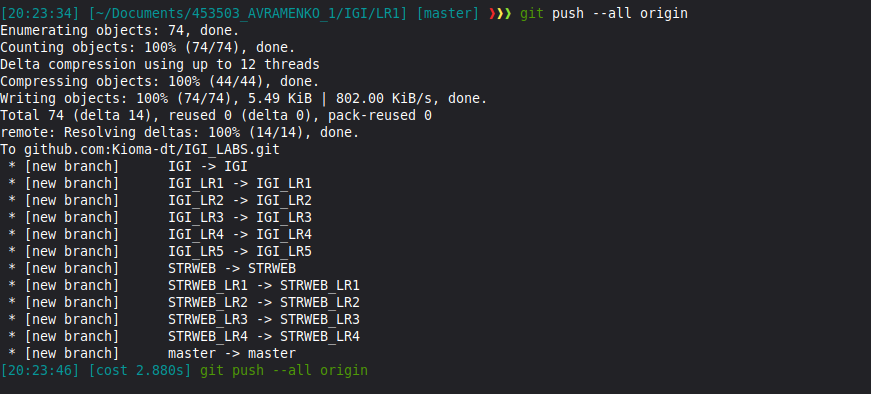 [20:23:34] [~/Documents/453503_AVRAMENKO_1/IGI/LR1] [master] ❯❯❯ git push --all origin
Enumerating objects: 74, done.
Counting objects: 100% (74/74), done.
Delta compression using up to 12 threads
Compressing objects: 100% (44/44), done.
Writing objects: 100% (74/74), 5.49 KiB | 802.00 KiB/s, done.
Total 74 (delta 14), reused 0 (delta 0), pack-reused 0
remote: Resolving deltas: 100% (14/14), done.
To github.com:Kioma-dt/IGI_LABS.git
 * [new branch]      IGI -> IGI
 * [new branch]      IGI_LR1 -> IGI_LR1
 * [new branch]      IGI_LR2 -> IGI_LR2
 * [new branch]      IGI_LR3 -> IGI_LR3
 * [new branch]      IGI_LR4 -> IGI_LR4
 * [new branch]      IGI_LR5 -> IGI_LR5
 * [new branch]      STRWEB -> STRWEB
 * [new branch]      STRWEB_LR1 -> STRWEB_LR1
 * [new branch]      STRWEB_LR2 -> STRWEB_LR2
 * [new branch]      STRWEB_LR3 -> STRWEB_LR3
 * [new branch]      STRWEB_LR4 -> STRWEB_LR4
 * [new branch]      master -> master
[20:23:46] [cost 2.880s] git push --all origin